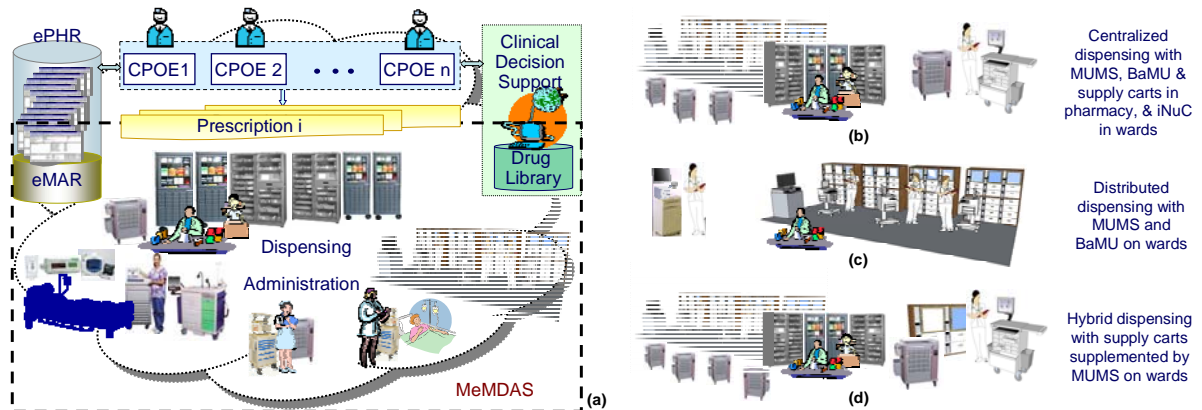 ePHR
CPOE1
CPOE 2
• • •
CPOE n
Clinical
Decision
Support
Prescription i
eMAR
Drug
Library
Dispensing
Administration
MeMDAS
(a)
Centralized
dispensing with
MUMS, BaMU &
supply carts in
pharmacy, & iNuC
in wards
(b)
Distributed
dispensing with
MUMS and
BaMU on wards
(c)
Hybrid dispensing
with supply carts
supplemented by
MUMS on wards
(d)